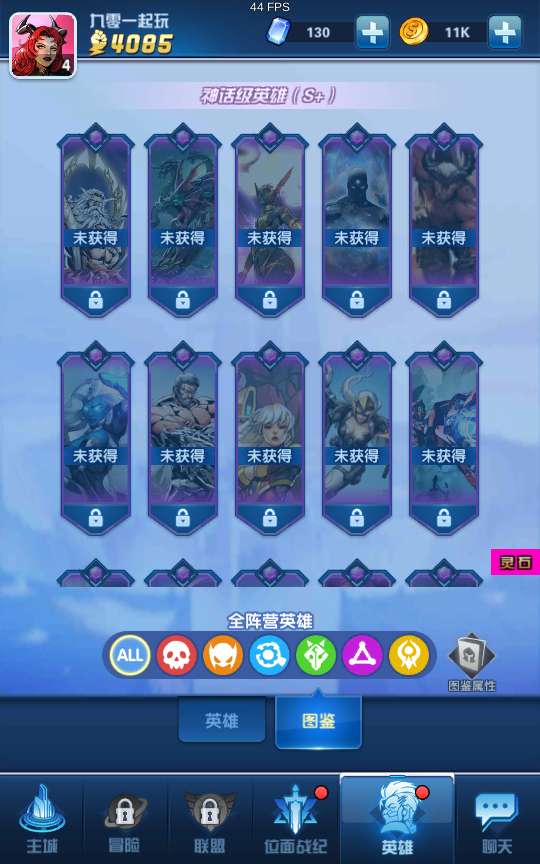 44 FPS
九零一起玩
4085
130
11K
4
神话级英雄（S+）
未获得 未获得 未获得 未获得 未获得
未获得 未获得 未获得 未获得 未获得
灵石
全阵营英雄
ALL
图鉴属性
英雄 图鉴
主城 冒险 联盟 位面战纪 英雄 聊天